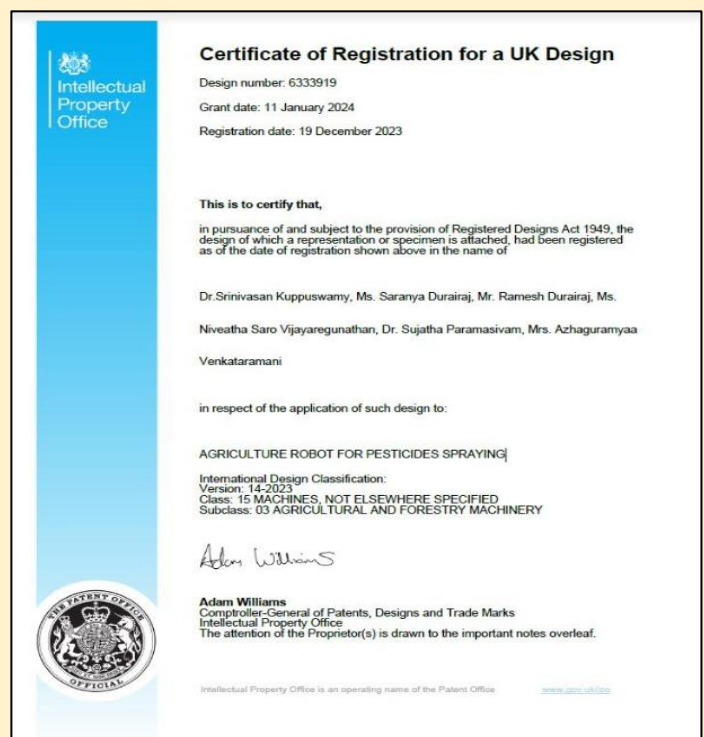 Intellectual
Property
Office
Certificate of Registration for a UK Design
Design number: 6333919
Grant date: 11 January 2024
Registration date: 19 December 2023
This is to certify that,
in pursuance of and subject to the provision of Registered Designs Act 1949, the
design of which a representation or specimen is attached, had been registered
as of the date of registration shown above in the name of
Dr.Srinivasan Kuppuswamy, Ms. Saranya Durairaj, Mr. Ramesh Durairaj, Ms.
Niveatha Saro Vijayaregunathan, Dr. Sujatha Paramasivam, Mrs. Azhaguramyaa
Venkataramani
in respect of the application of such design to:
AGRICULTURE ROBOT FOR PESTICIDES SPRAYING
International Design Classification:
Version: 14-2023
Class: 15 MACHINES, NOT ELSEWHERE SPECIFIED
Subclass: 03 AGRICULTURAL AND FORESTRY MACHINERY
Adam Williams
Adam Williams
Comptroller-General of Patents, Designs and Trade Marks
Intellectual Property Office
The attention of the Proprietor(s) is drawn to the important notes overleaf.
THE PATENT OFFICE
OFFICIAL
Intellectual Property Office is an operating name of the Patent Office www.gov.uk/ipo